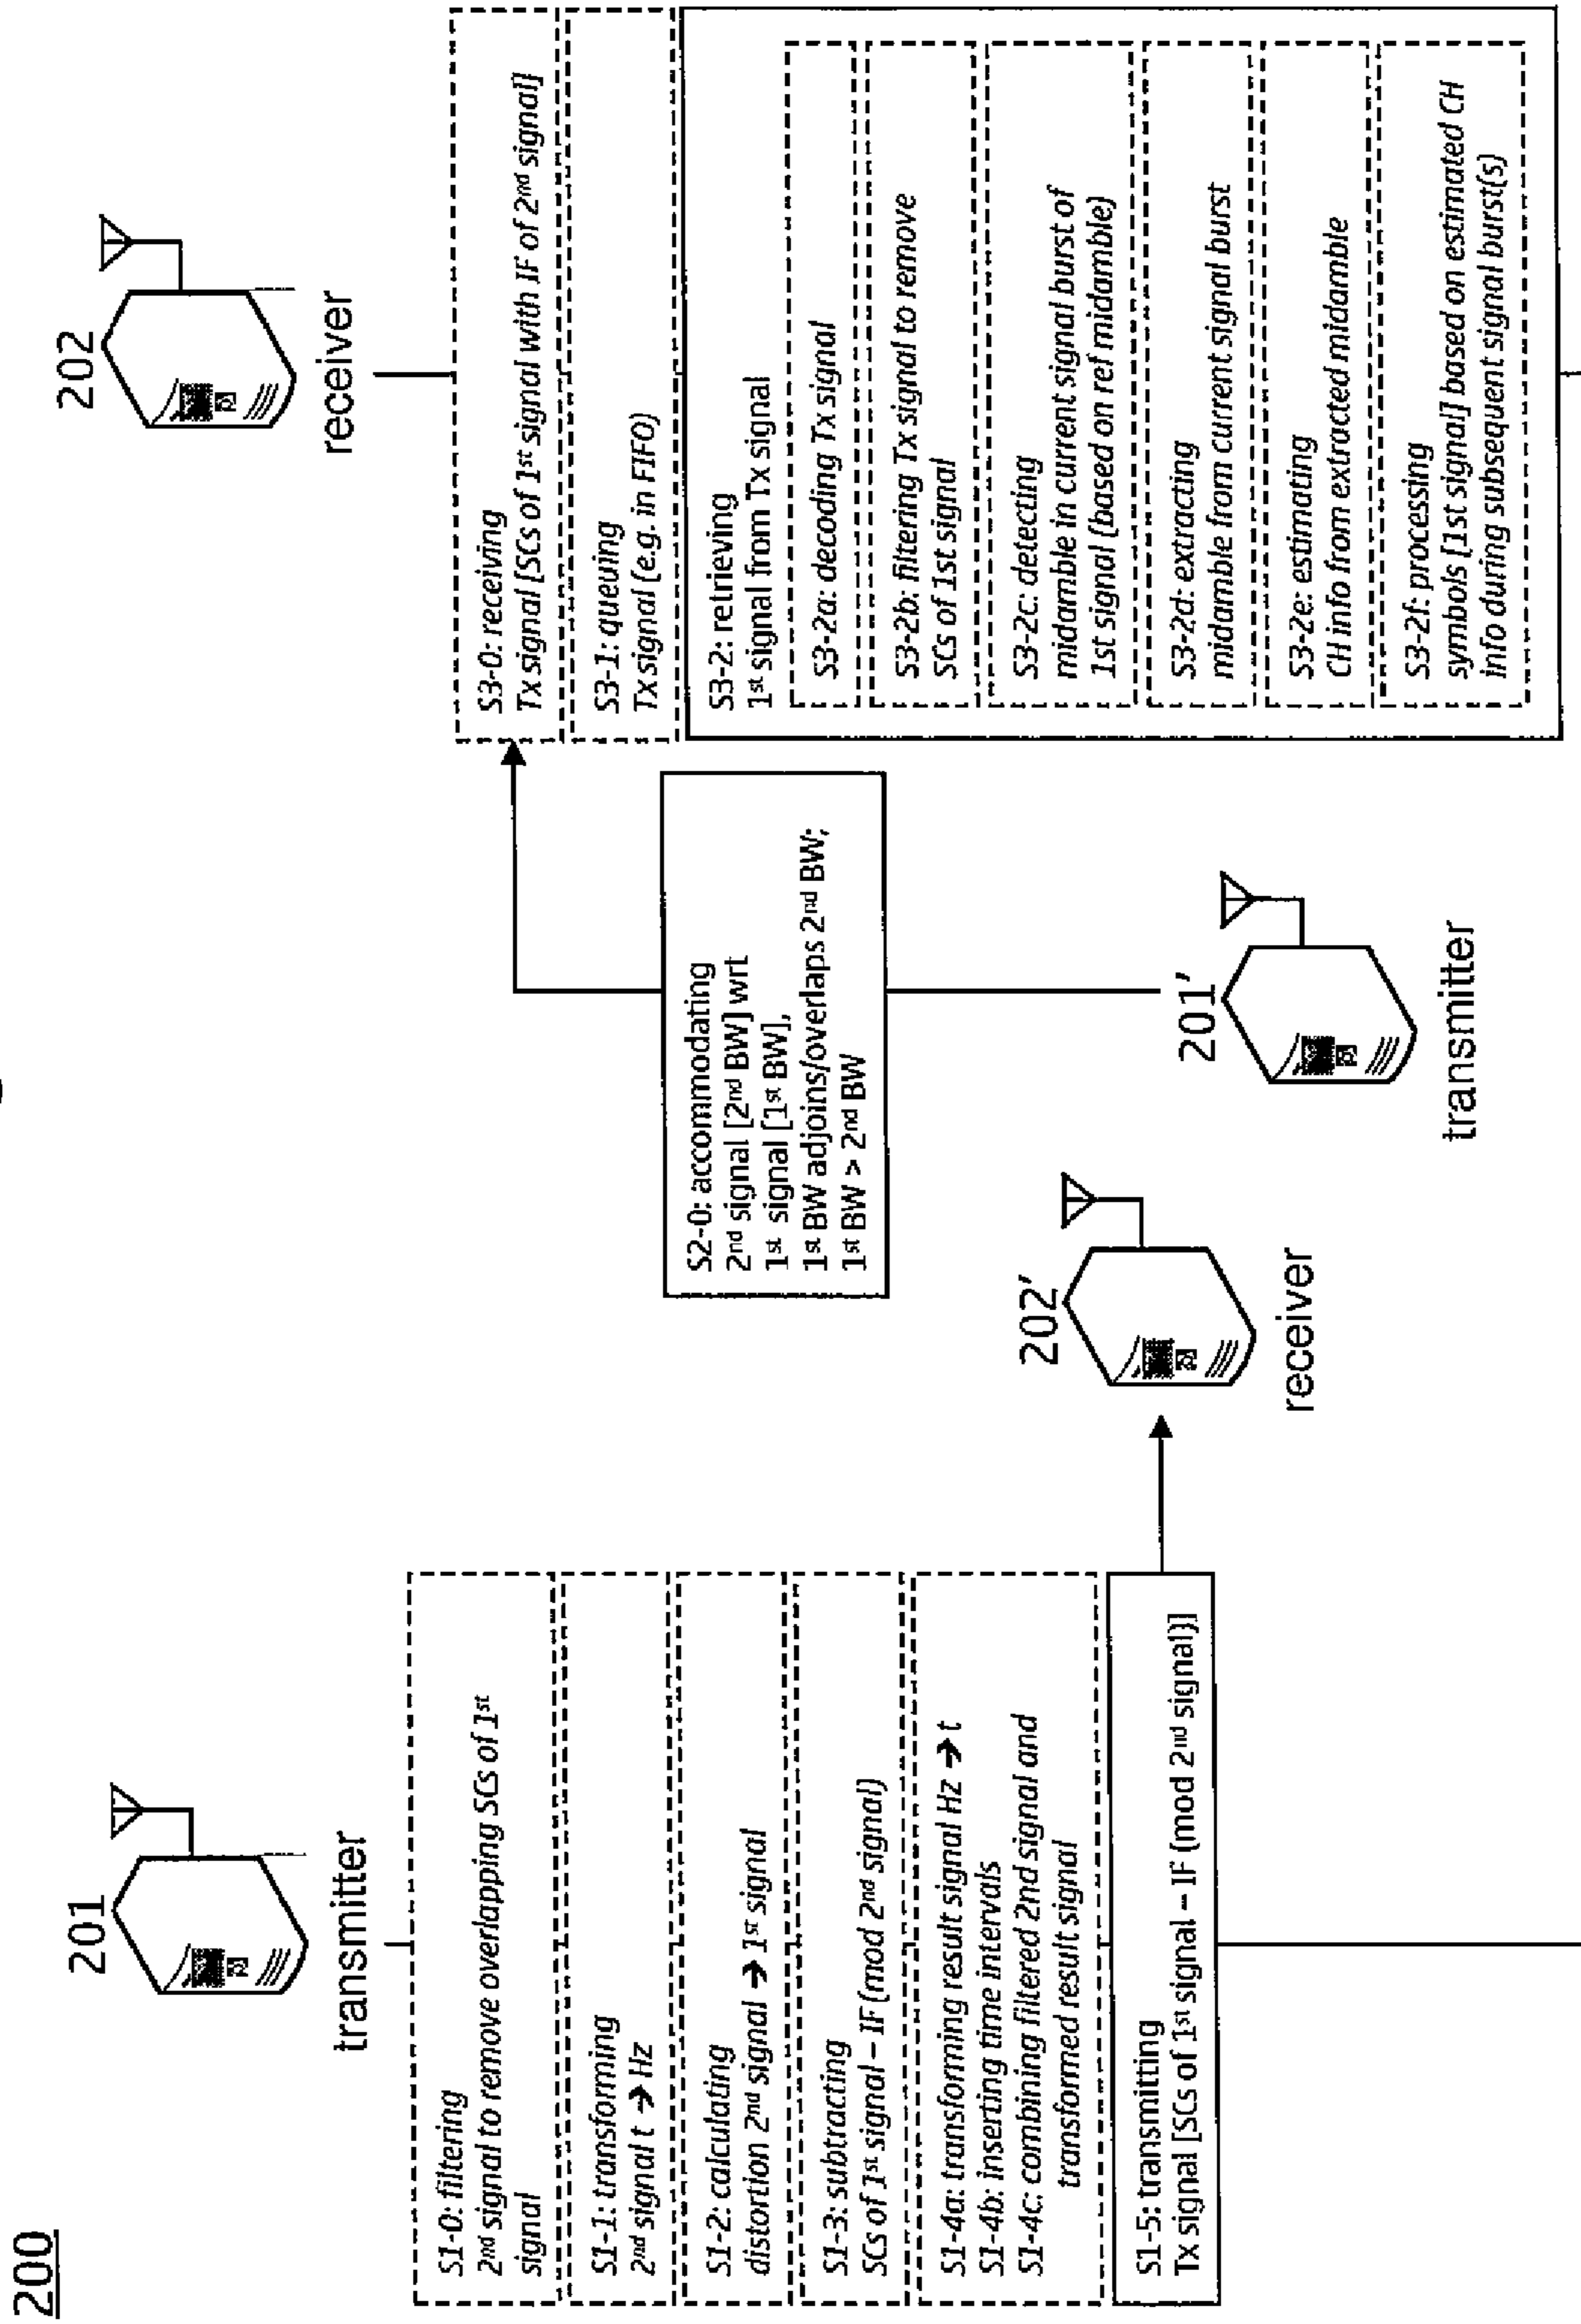 200
201
transmitter
S1-0: filtering
2nd signal to remove overlapping SCs of 1st
signal
S1-1: transforming
2nd signal t ➔ Hz
S1-2: calculating
distortion 2nd signal ➔ 1st signal
S1-3: subtracting
SCs of 1st signal – IF (mod 2nd signal)
S1-4a: transforming result signal Hz ➔ t
S1-4b: inserting time intervals
S1-4c: combining filtered 2nd signal and
transformed result signal
S1-5: transmitting
Tx signal [SCs of 1st signal – IF (mod 2nd signal)]
202'
receiver
S2-0: accommodating
2nd signal [2nd BW] wrt
1st signal [1st BW],
1st BW adjoins/overlaps 2nd BW;
1st BW > 2nd BW
201'
transmitter
202
receiver
S3-0: receiving
Tx signal [SCs of 1st signal with IF of 2nd signal]
S3-1: queuing
Tx signal (e.g. in FIFO)
S3-2: retrieving
1st signal from Tx signal
S3-2a: decoding Tx signal
S3-2b: filtering Tx signal to remove
SCs of 1st signal
S3-2c: detecting
midamble in current signal burst of
1st signal (based on ref midamble)
S3-2d: extracting
midamble from current signal burst
S3-2e: estimating
CH info from extracted midamble
S3-2f: processing
symbols [1st signal] based on estimated CH
info during subsequent signal burst(s)